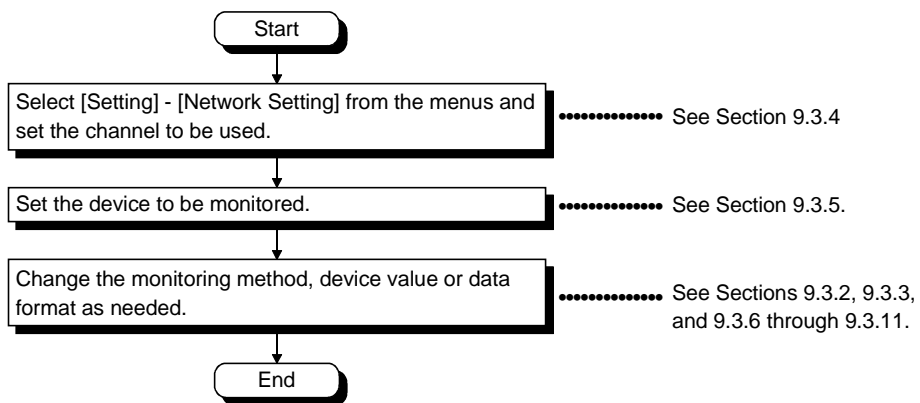 Start
Select [Setting] - [Network Setting] from the menus and
set the channel to be used.
See Section 9.3.4
Set the device to be monitored.
See Section 9.3.5.
Change the monitoring method, device value or data
format as needed.
See Sections 9.3.2, 9.3.3,
and 9.3.6 through 9.3.11.
End